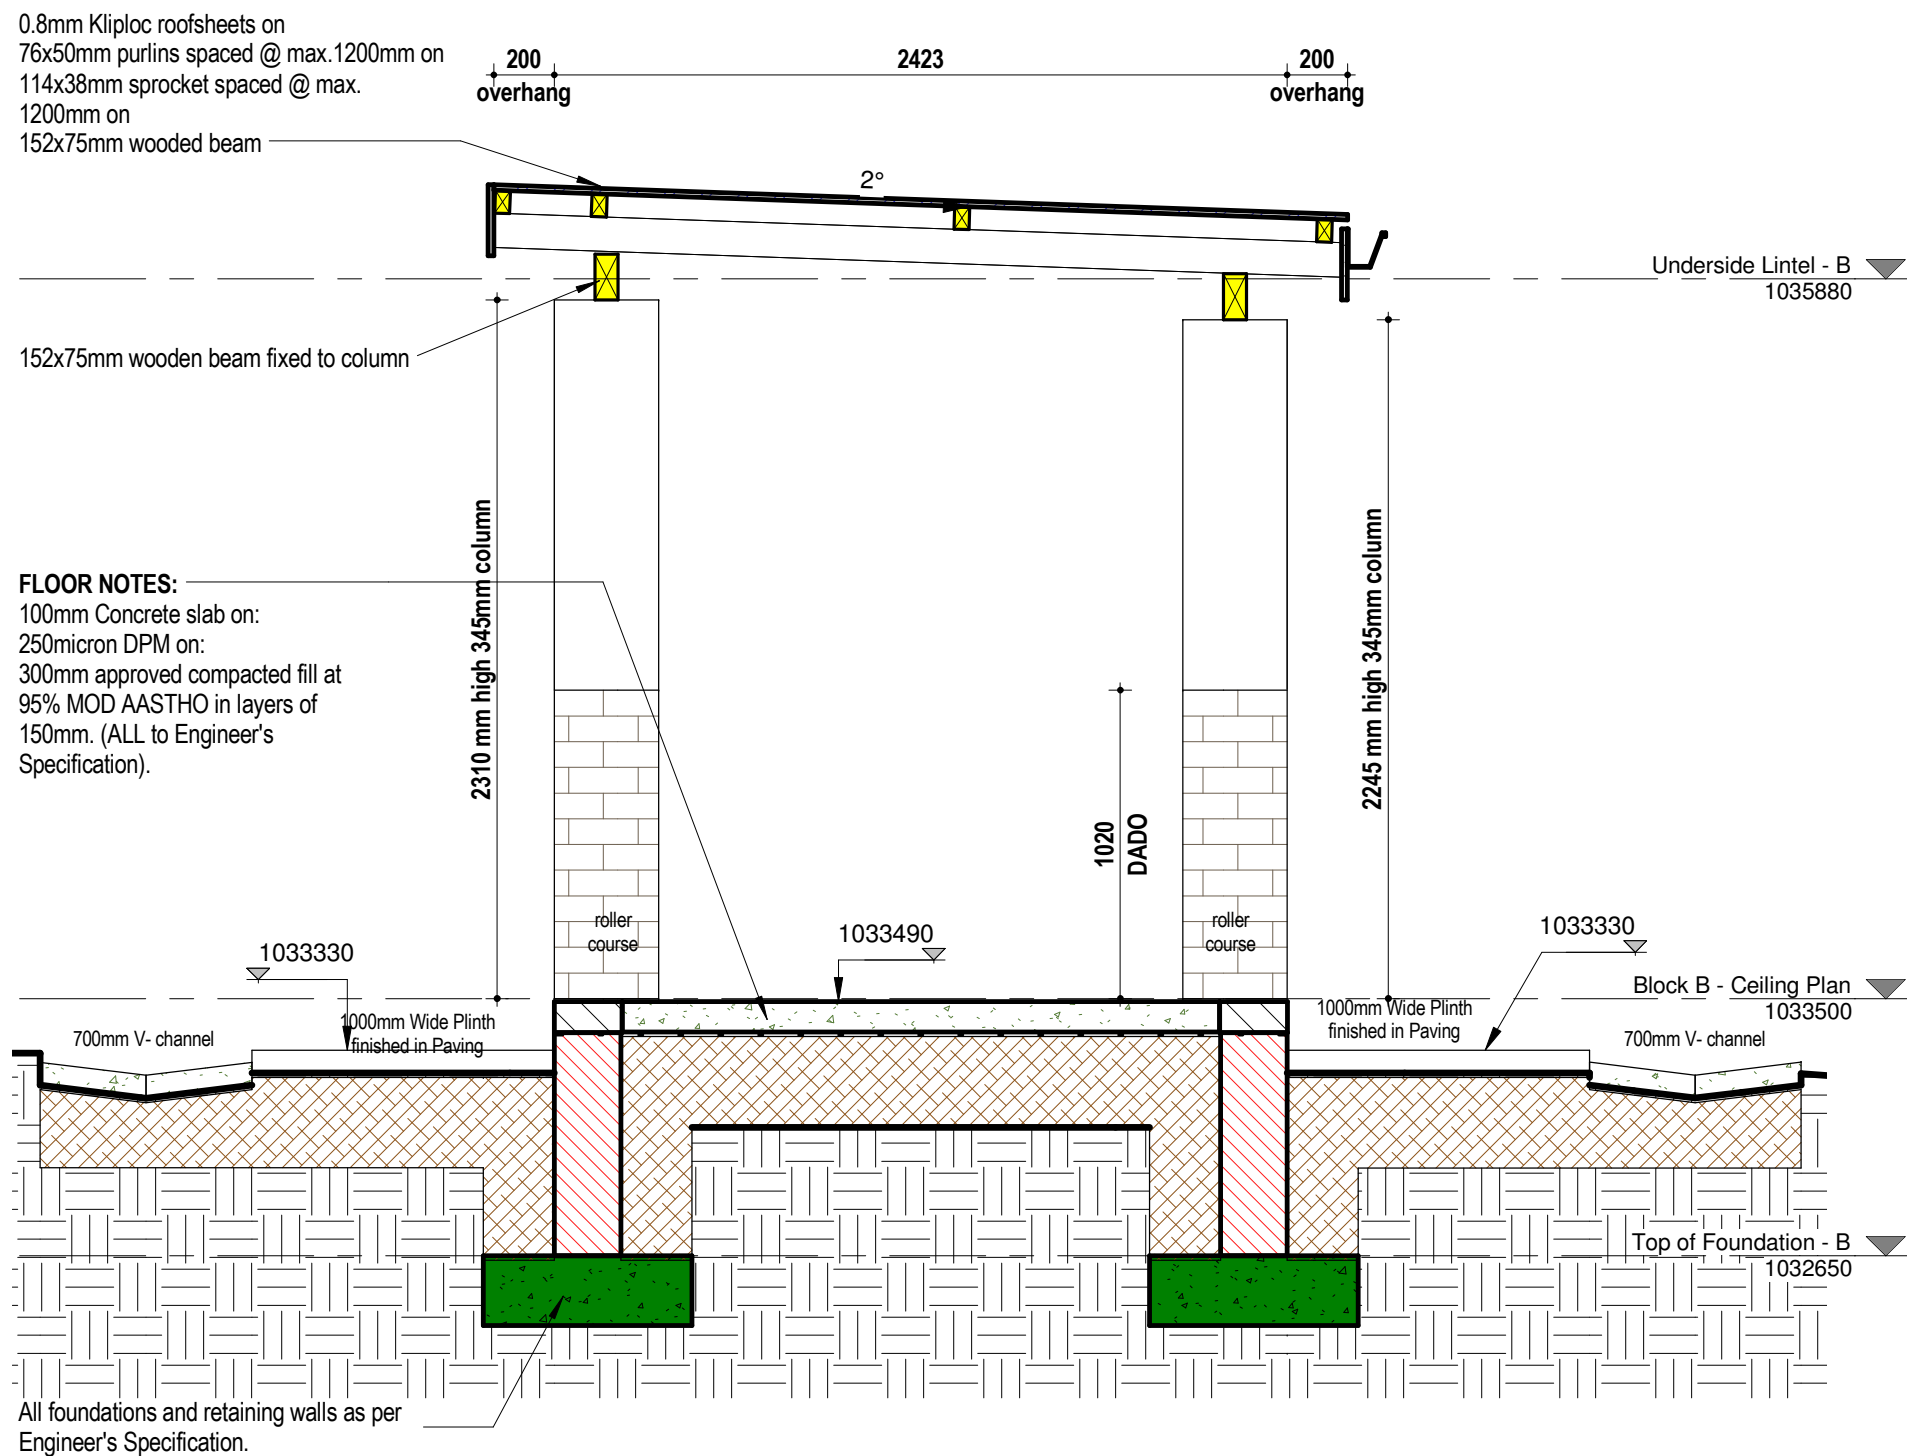 0.8mm Kliploc roofsheets on
76x50mm purlins spaced @ max.1200mm on
114x38mm sprocket spaced @ max.
1200mm on
152x75mm wooded beam
200
overhang
2423
200
overhang
2°
Underside Lintel - B
1035880
152x75mm wooden beam fixed to column
2310 mm high 345mm column
2245 mm high 345mm column
FLOOR NOTES:
100mm Concrete slab on:
250micron DPM on:
300mm approved compacted fill at
95% MOD AASTHO in layers of
150mm. (ALL to Engineer's
Specification).
1020
DADO
roller
course
roller
course
1033330
1033490
1033330
Block B - Ceiling Plan
1033500
700mm V- channel
1000mm Wide Plinth
finished in Paving
1000mm Wide Plinth
finished in Paving
700mm V- channel
Top of Foundation - B
1032650
All foundations and retaining walls as per
Engineer's Specification.